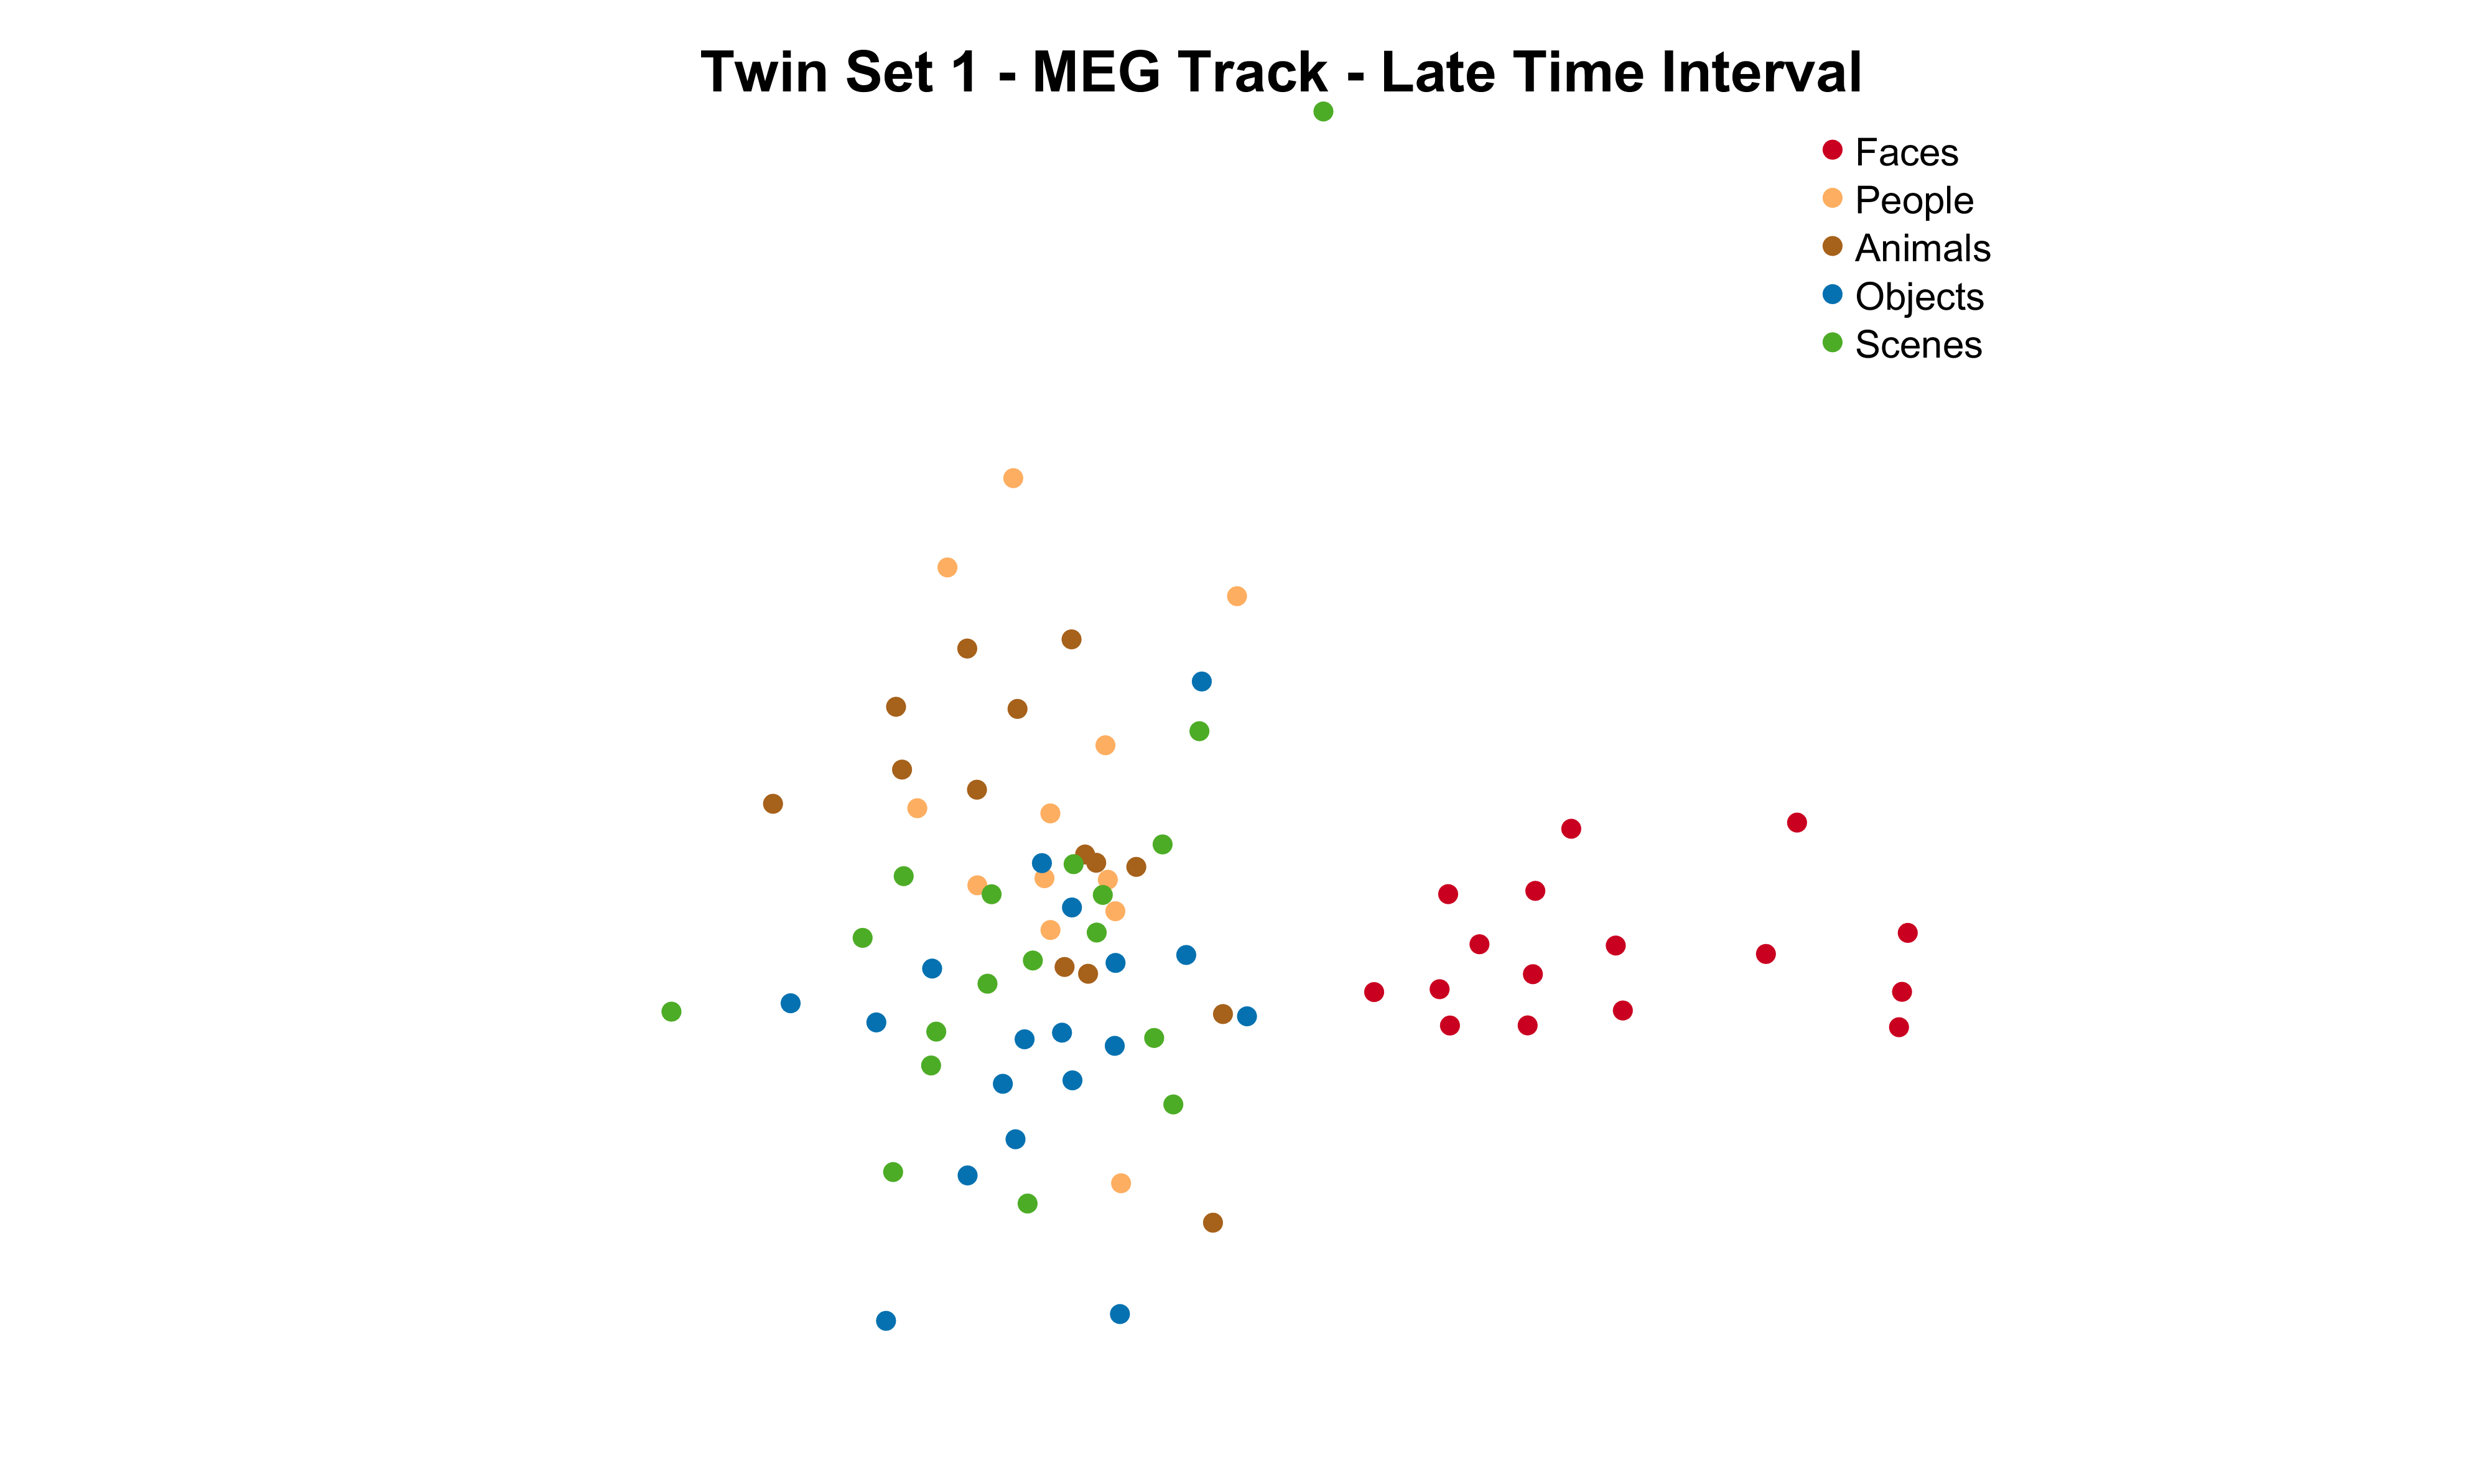 Twin Set 1 - MEG Track - Late Time Interval
Faces
People
Animals
Objects
Scenes